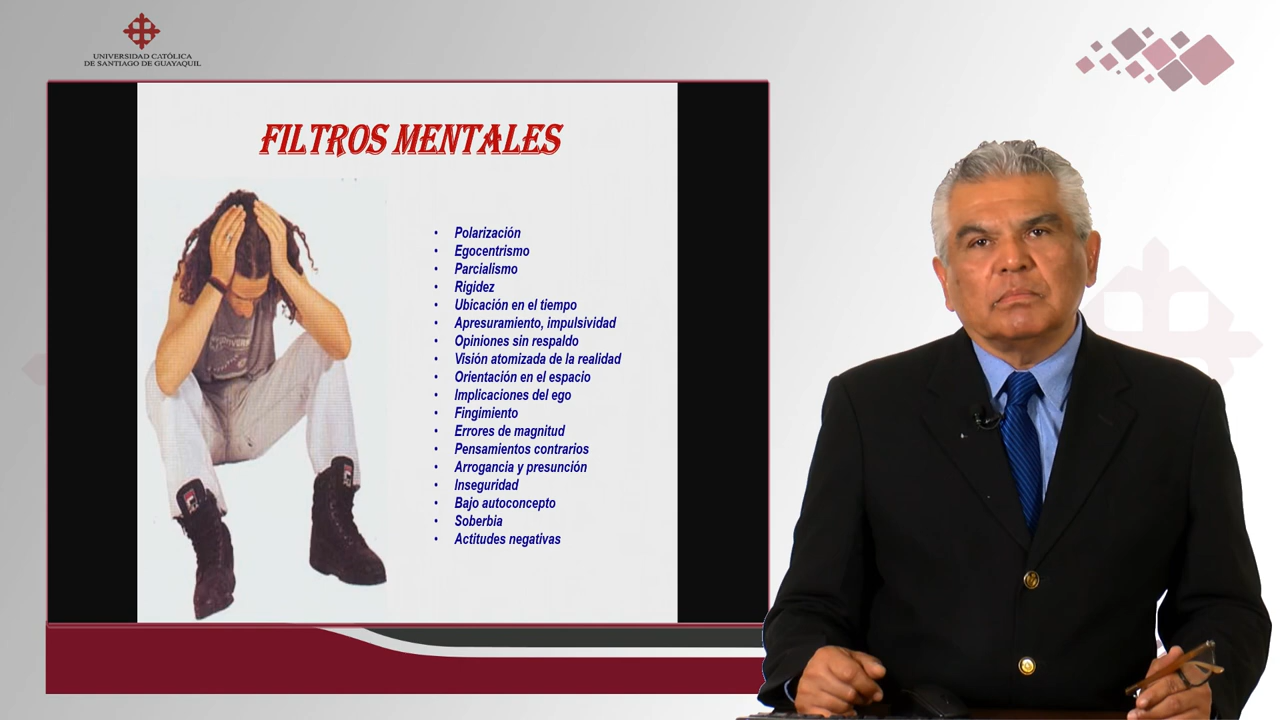 UNIVERSIDAD CATÓLICA
DE SANTIAGO DE GUAYAQUIL
FILTROS MENTALES
• Polarización
• Egocentrismo
• Parcialismo
• Rigidez
• Ubicación en el tiempo
• Apresuramiento, impulsividad
• Opiniones sin respaldo
• Visión atomizada de la realidad
• Orientación en el espacio
• Implicaciones del ego
• Fingimiento
• Errores de magnitud
• Pensamientos contrarios
• Arrogancia y presunción
• Inseguridad
• Bajo autoconcepto
• Soberbia
• Actitudes negativas